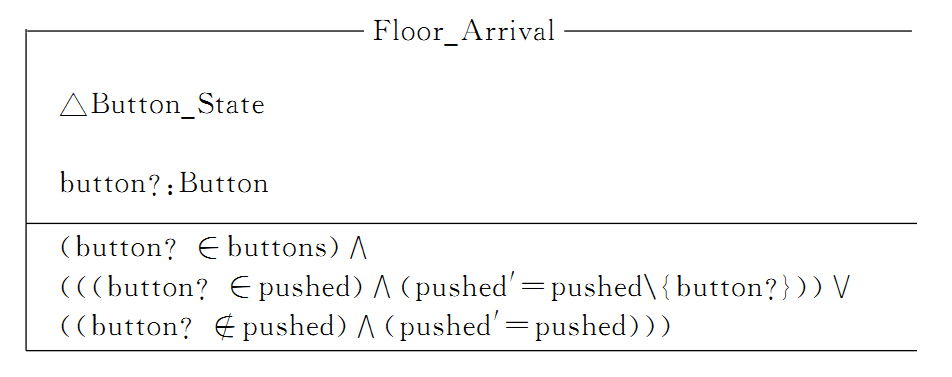 Floor_Arrival
△Button_State
button?:Button
(button? ∈buttons)∧
(((button? ∈pushed)∧(pushed′=pushed\{button?}))∨
((button? ∉pushed)∧(pushed′=pushed)))